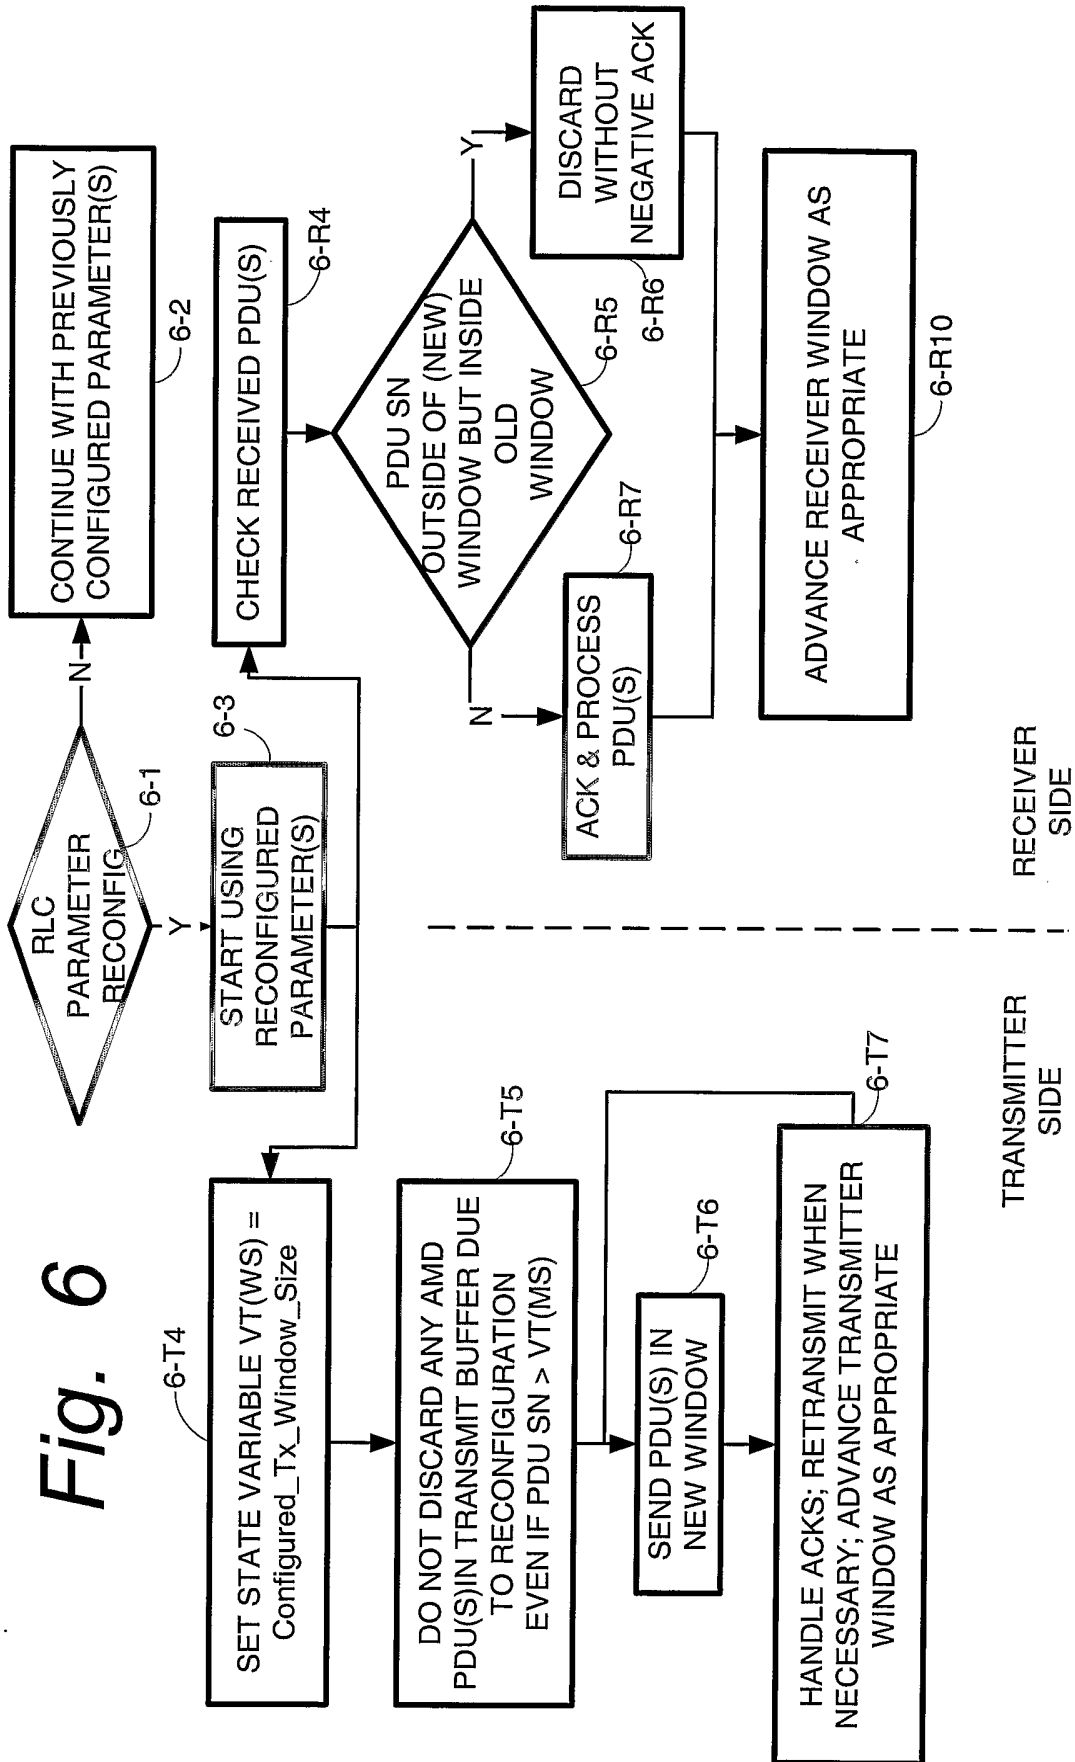 Fig. 6
RLC
PARAMETER
RECONFIG
6-1
N
CONTINUE WITH PREVIOUSLY
CONFIGURED PARAMETER(S)
6-2
Y
START USING
RECONFIGURED
PARAMETER(S)
6-3
6-T4
SET STATE VARIABLE VT(WS) =
Configured_Tx_Window_Size
DO NOT DISCARD ANY AMD
PDU(S)IN TRANSMIT BUFFER DUE
TO RECONFIGURATION
EVEN IF PDU SN > VT(MS)
6-T5
SEND PDU(S) IN
NEW WINDOW
6-T6
HANDLE ACKS; RETRANSMIT WHEN
NECESSARY; ADVANCE TRANSMITTER
WINDOW AS APPROPRIATE
6-T7
TRANSMITTER
SIDE
CHECK RECEIVED PDU(S)
6-R4
PDU SN
OUTSIDE OF (NEW)
WINDOW BUT INSIDE
OLD
WINDOW
6-R5
N
Y
ACK & PROCESS
PDU(S)
6-R7
DISCARD
WITHOUT
NEGATIVE ACK
6-R6
ADVANCE RECEIVER WINDOW AS
APPROPRIATE
6-R10
RECEIVER
SIDE